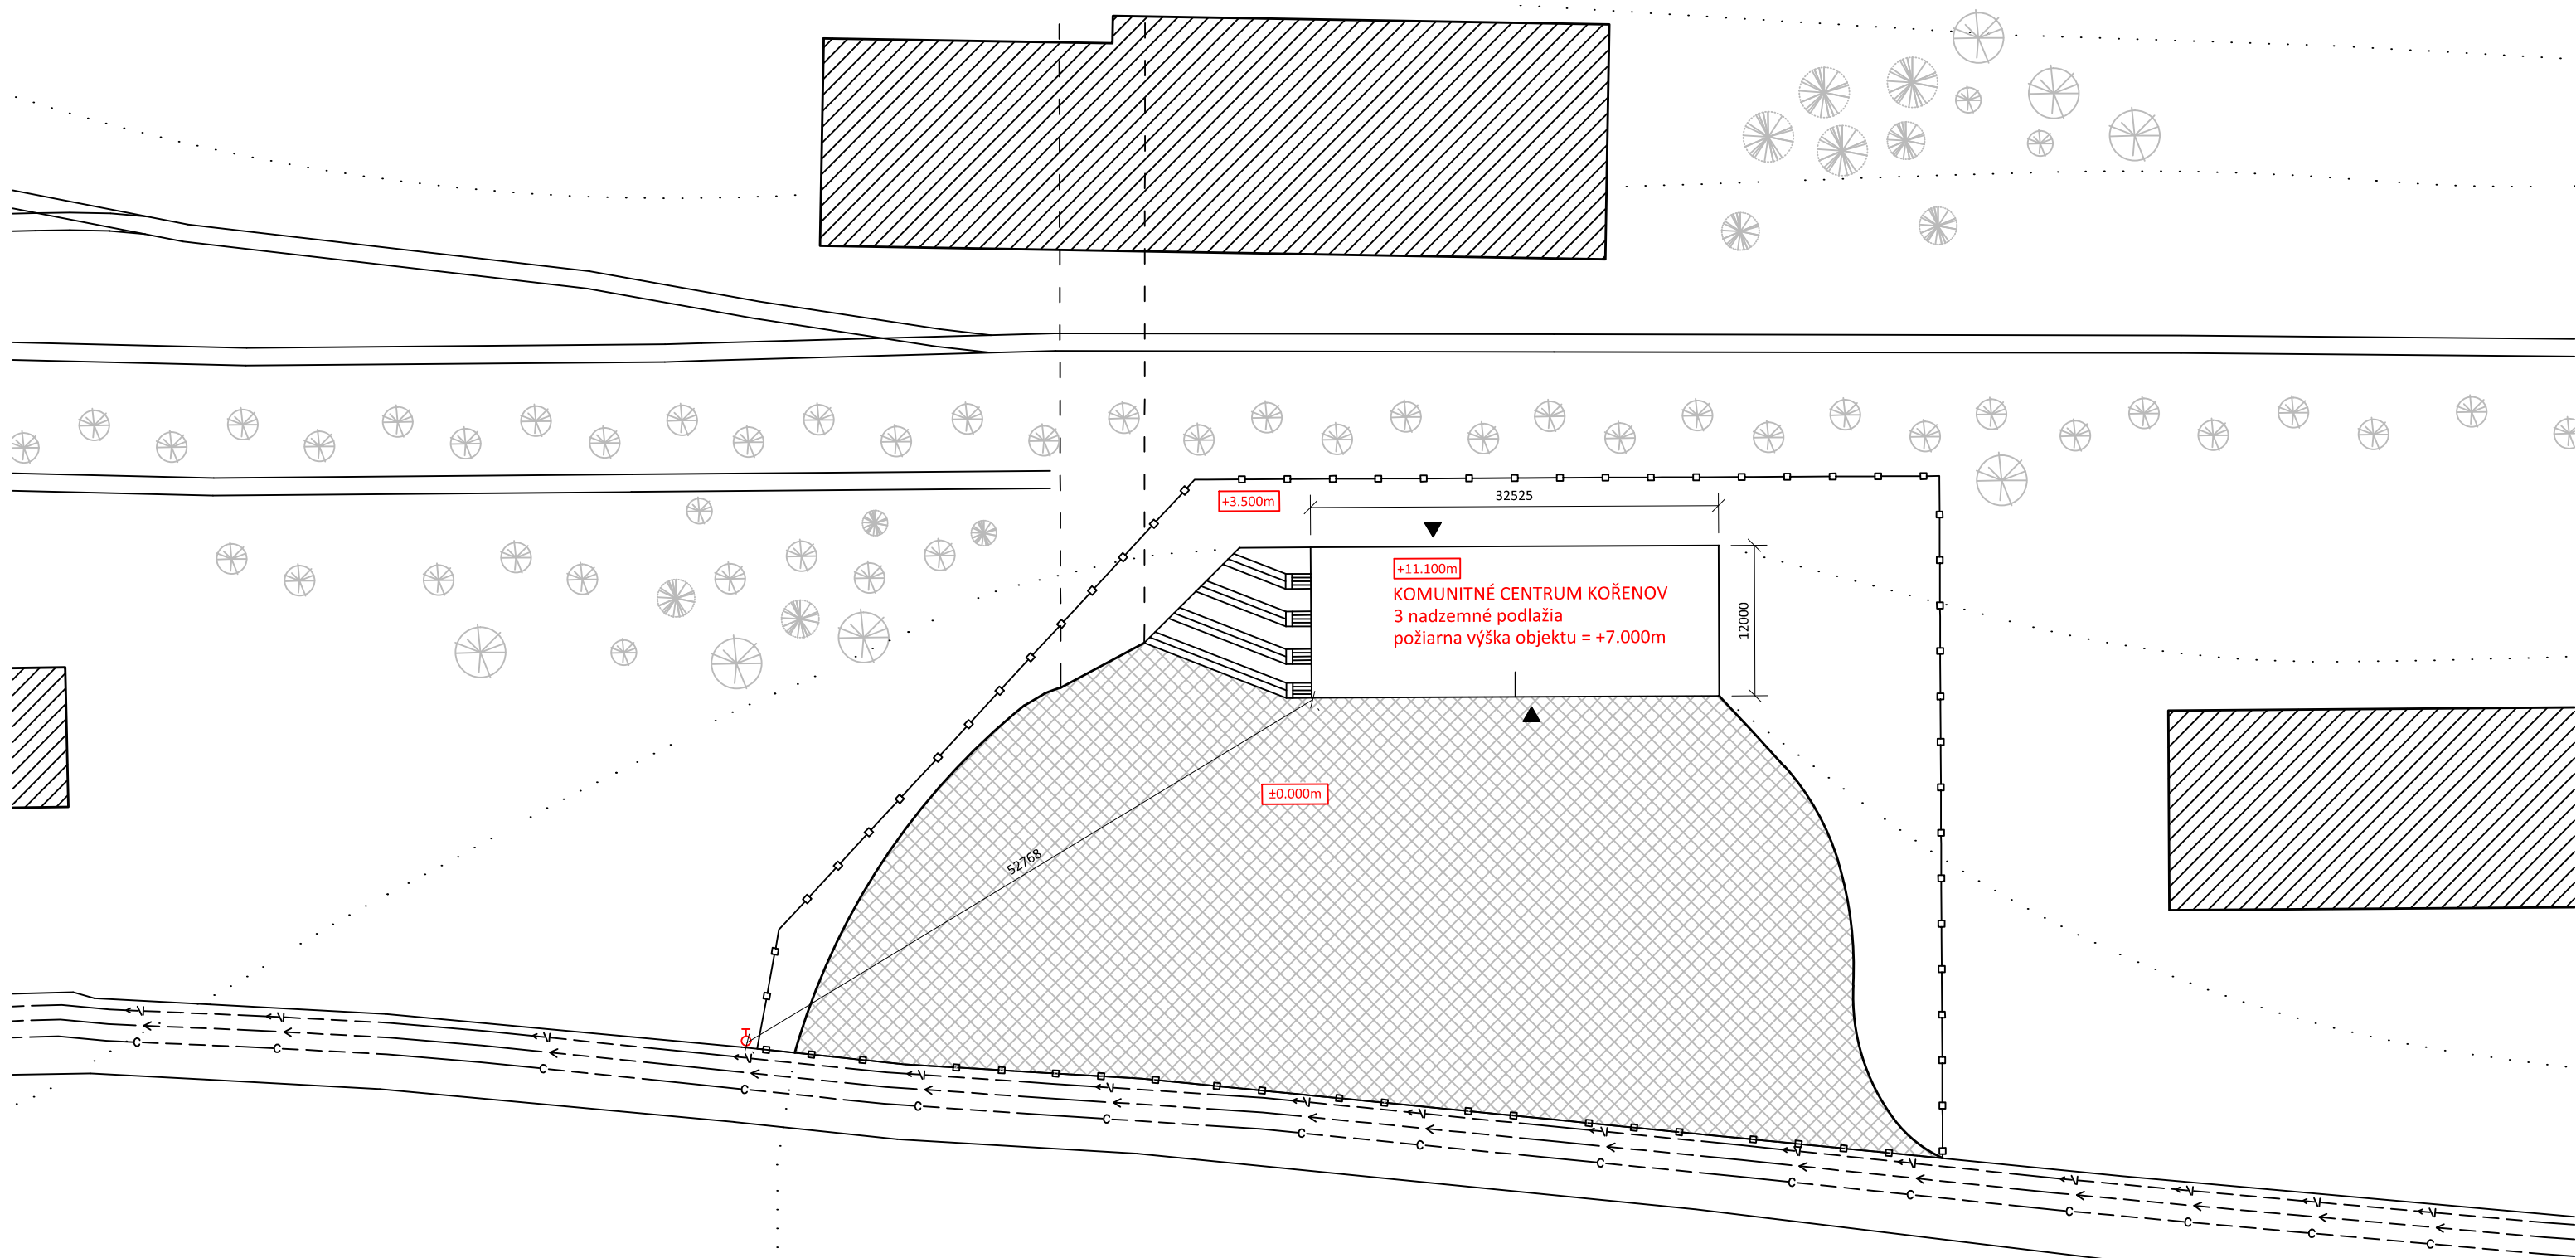 32525
+3.500m
+11.100m
KOMUNITNÉ CENTRUM KOŘENOV
3 nadzemné podlažia
požiarna výška objektu = +7.000m
12000
±0.000m
52768
V V V V V V V V V V V V V V V
C C C C C C C C C C C C C C C